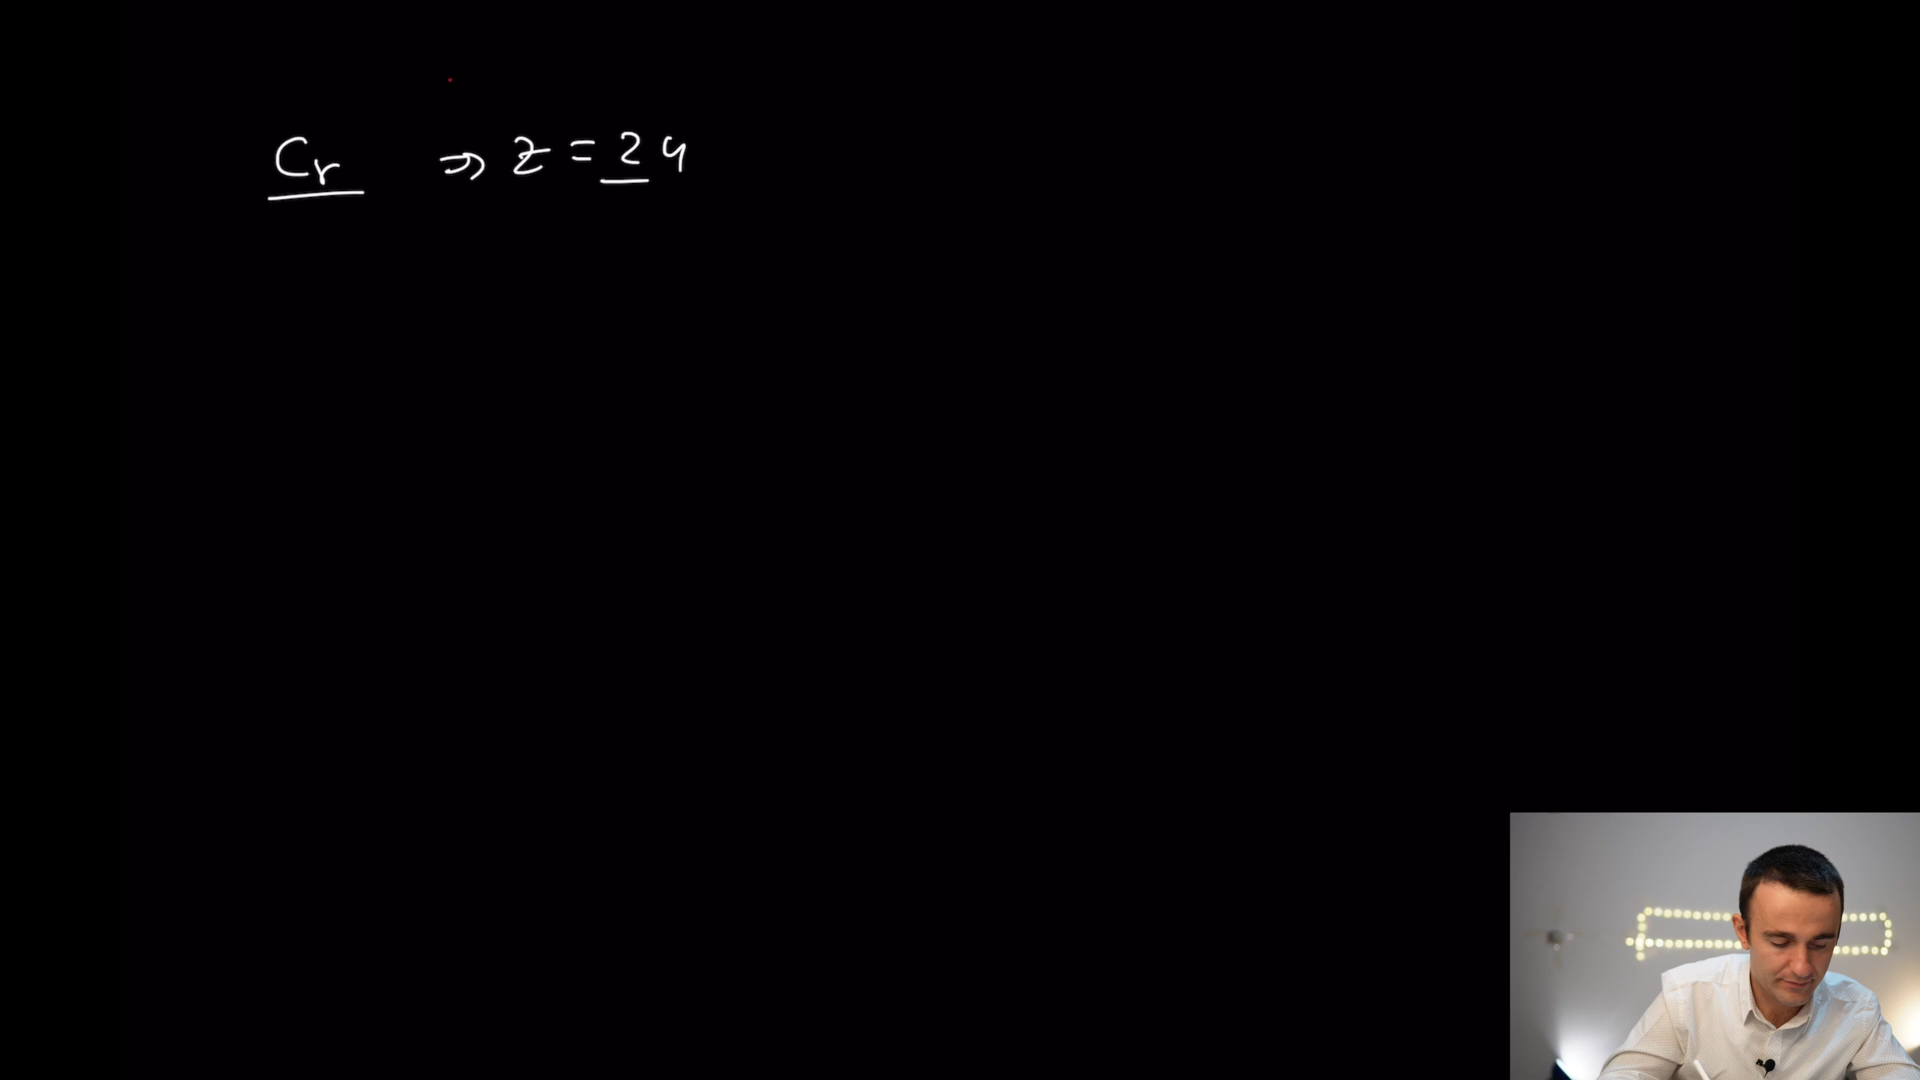 Cr ⇒ z = 24